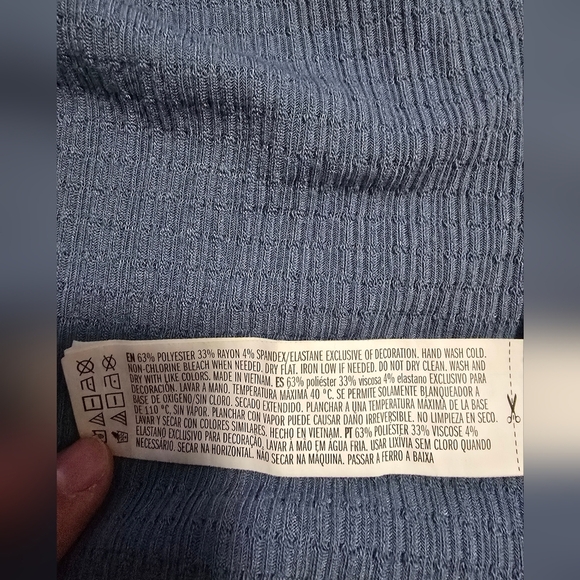 EN 63% POLYESTER 33% RAYON 4% SPANDEX/ELASTANE EXCLUSIVE OF DECORATION. HAND WASH COLD.
NON-CHLORINE BLEACH WHEN NEEDED. DRY FLAT. IRON LOW IF NEEDED. DO NOT DRY CLEAN. WASH AND
DRY WITH LIKE COLORS. MADE IN VIETNAM. ES 63% poliéster 33% viscosa 4% elastano EXCLUSIVO PARA
DECORACIÓN. LAVAR A MANO, TEMPERATURA MÁXIMA 40 °C. SE PERMITE SOLAMENTE BLANQUEADOR A
BASE DE OXÍGENO/SIN CLORO. SECADO EXTENDIDO. PLANCHAR A UNA TEMPERATURA MÁXIMA DE LA BASE
DE 110 °C, SIN VAPOR. PLANCHAR CON VAPOR PUEDE CAUSAR DAÑO IRREVERSIBLE. NO LIMPIEZA EN SECO.
LAVAR Y SECAR CON COLORES SIMILARES. HECHO EN VIETNAM. PT 63% POLIÉSTER 33% VISCOSE 4%
ELASTANO EXCLUSIVO PARA DECORAÇÃO, LAVAR À MÃO EM AGUA FRIA. USAR LIXIVIA SEM CLORO QUANDO
NECESSÁRIO. SECAR NA HORIZONTAL. NÃO SECAR NA MÁQUINA. PASSAR A FERRO A BAIXA